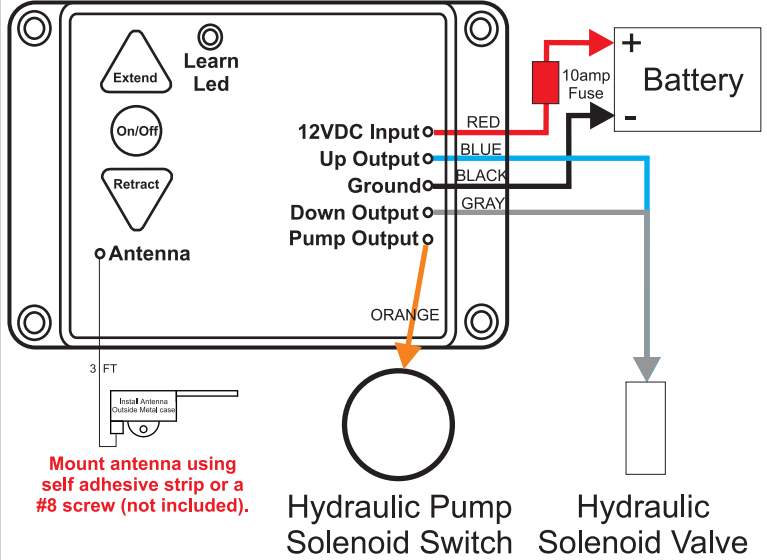 Extend
Learn
Led
On/Off
Retract
Antenna
12VDC Input
Up Output
Ground
Down Output
Pump Output
RED
BLUE
BLACK
GRAY
ORANGE
10amp
Fuse
+
Battery
-
3 FT
Install Antenna
Outside Metal case
Mount antenna using
self adhesive strip or a
#8 screw (not included).
Hydraulic Pump
Solenoid Switch
Hydraulic
Solenoid Valve